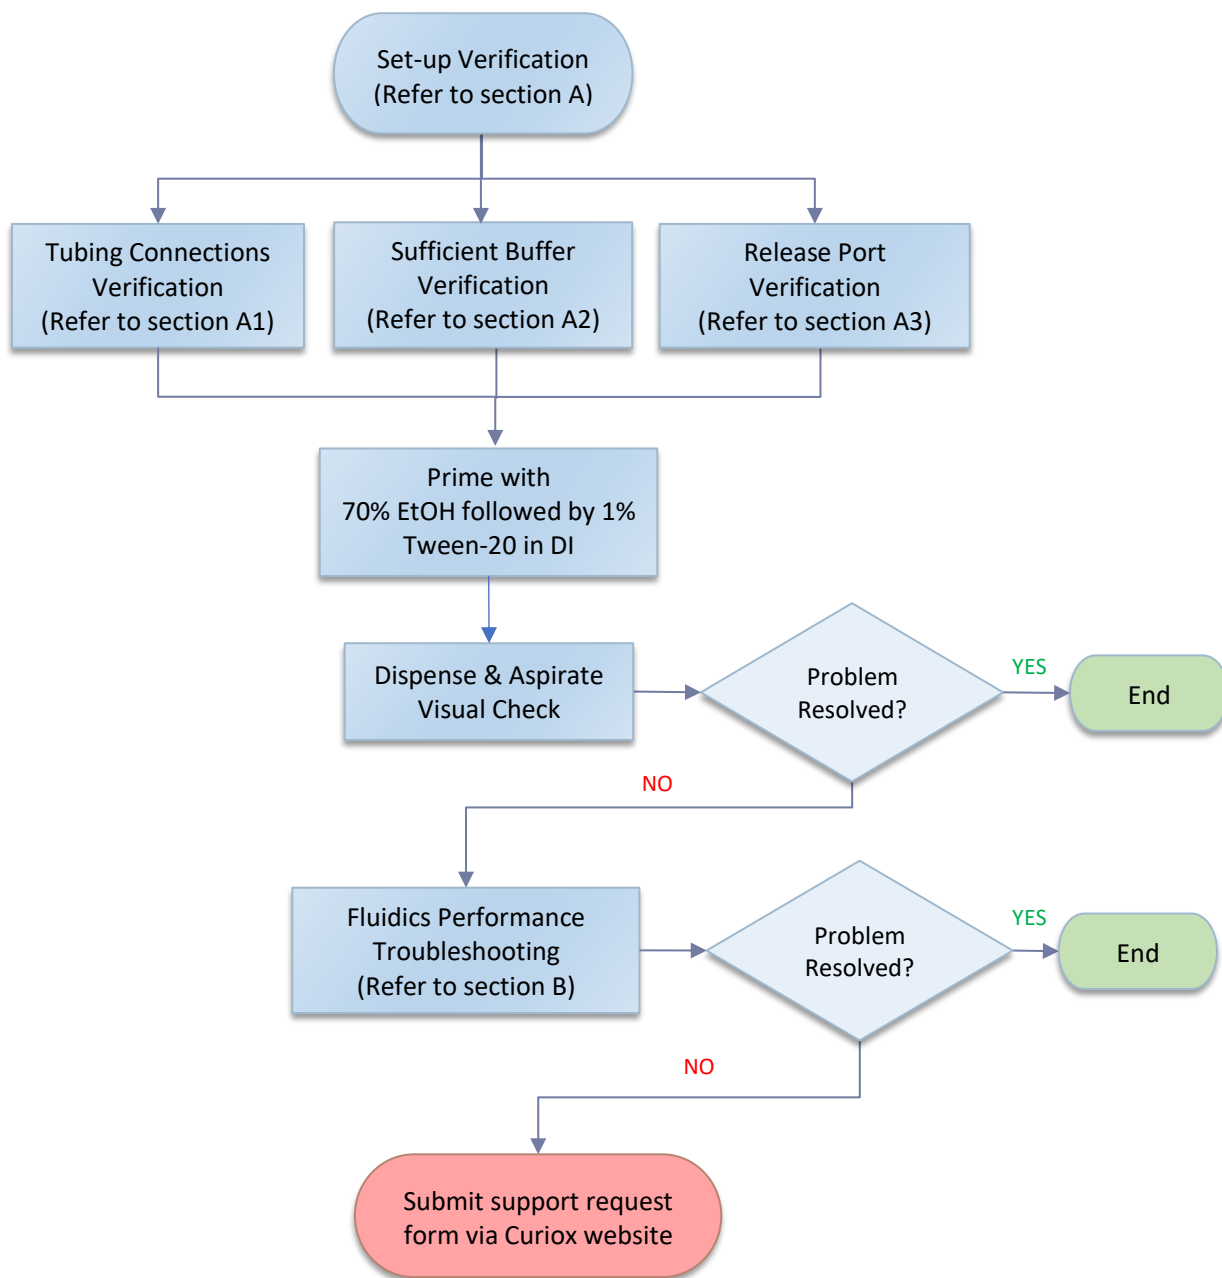 Set-up Verification
(Refer to section A)
Tubing Connections
Verification
(Refer to section A1)
Sufficient Buffer
Verification
(Refer to section A2)
Release Port
Verification
(Refer to section A3)
Prime with
70% EtOH followed by 1%
Tween-20 in DI
Dispense & Aspirate
Visual Check
Problem
Resolved?
YES
End
NO
Fluidics Performance
Troubleshooting
(Refer to section B)
Problem
Resolved?
YES
End
NO
Submit support request
form via Curiox website